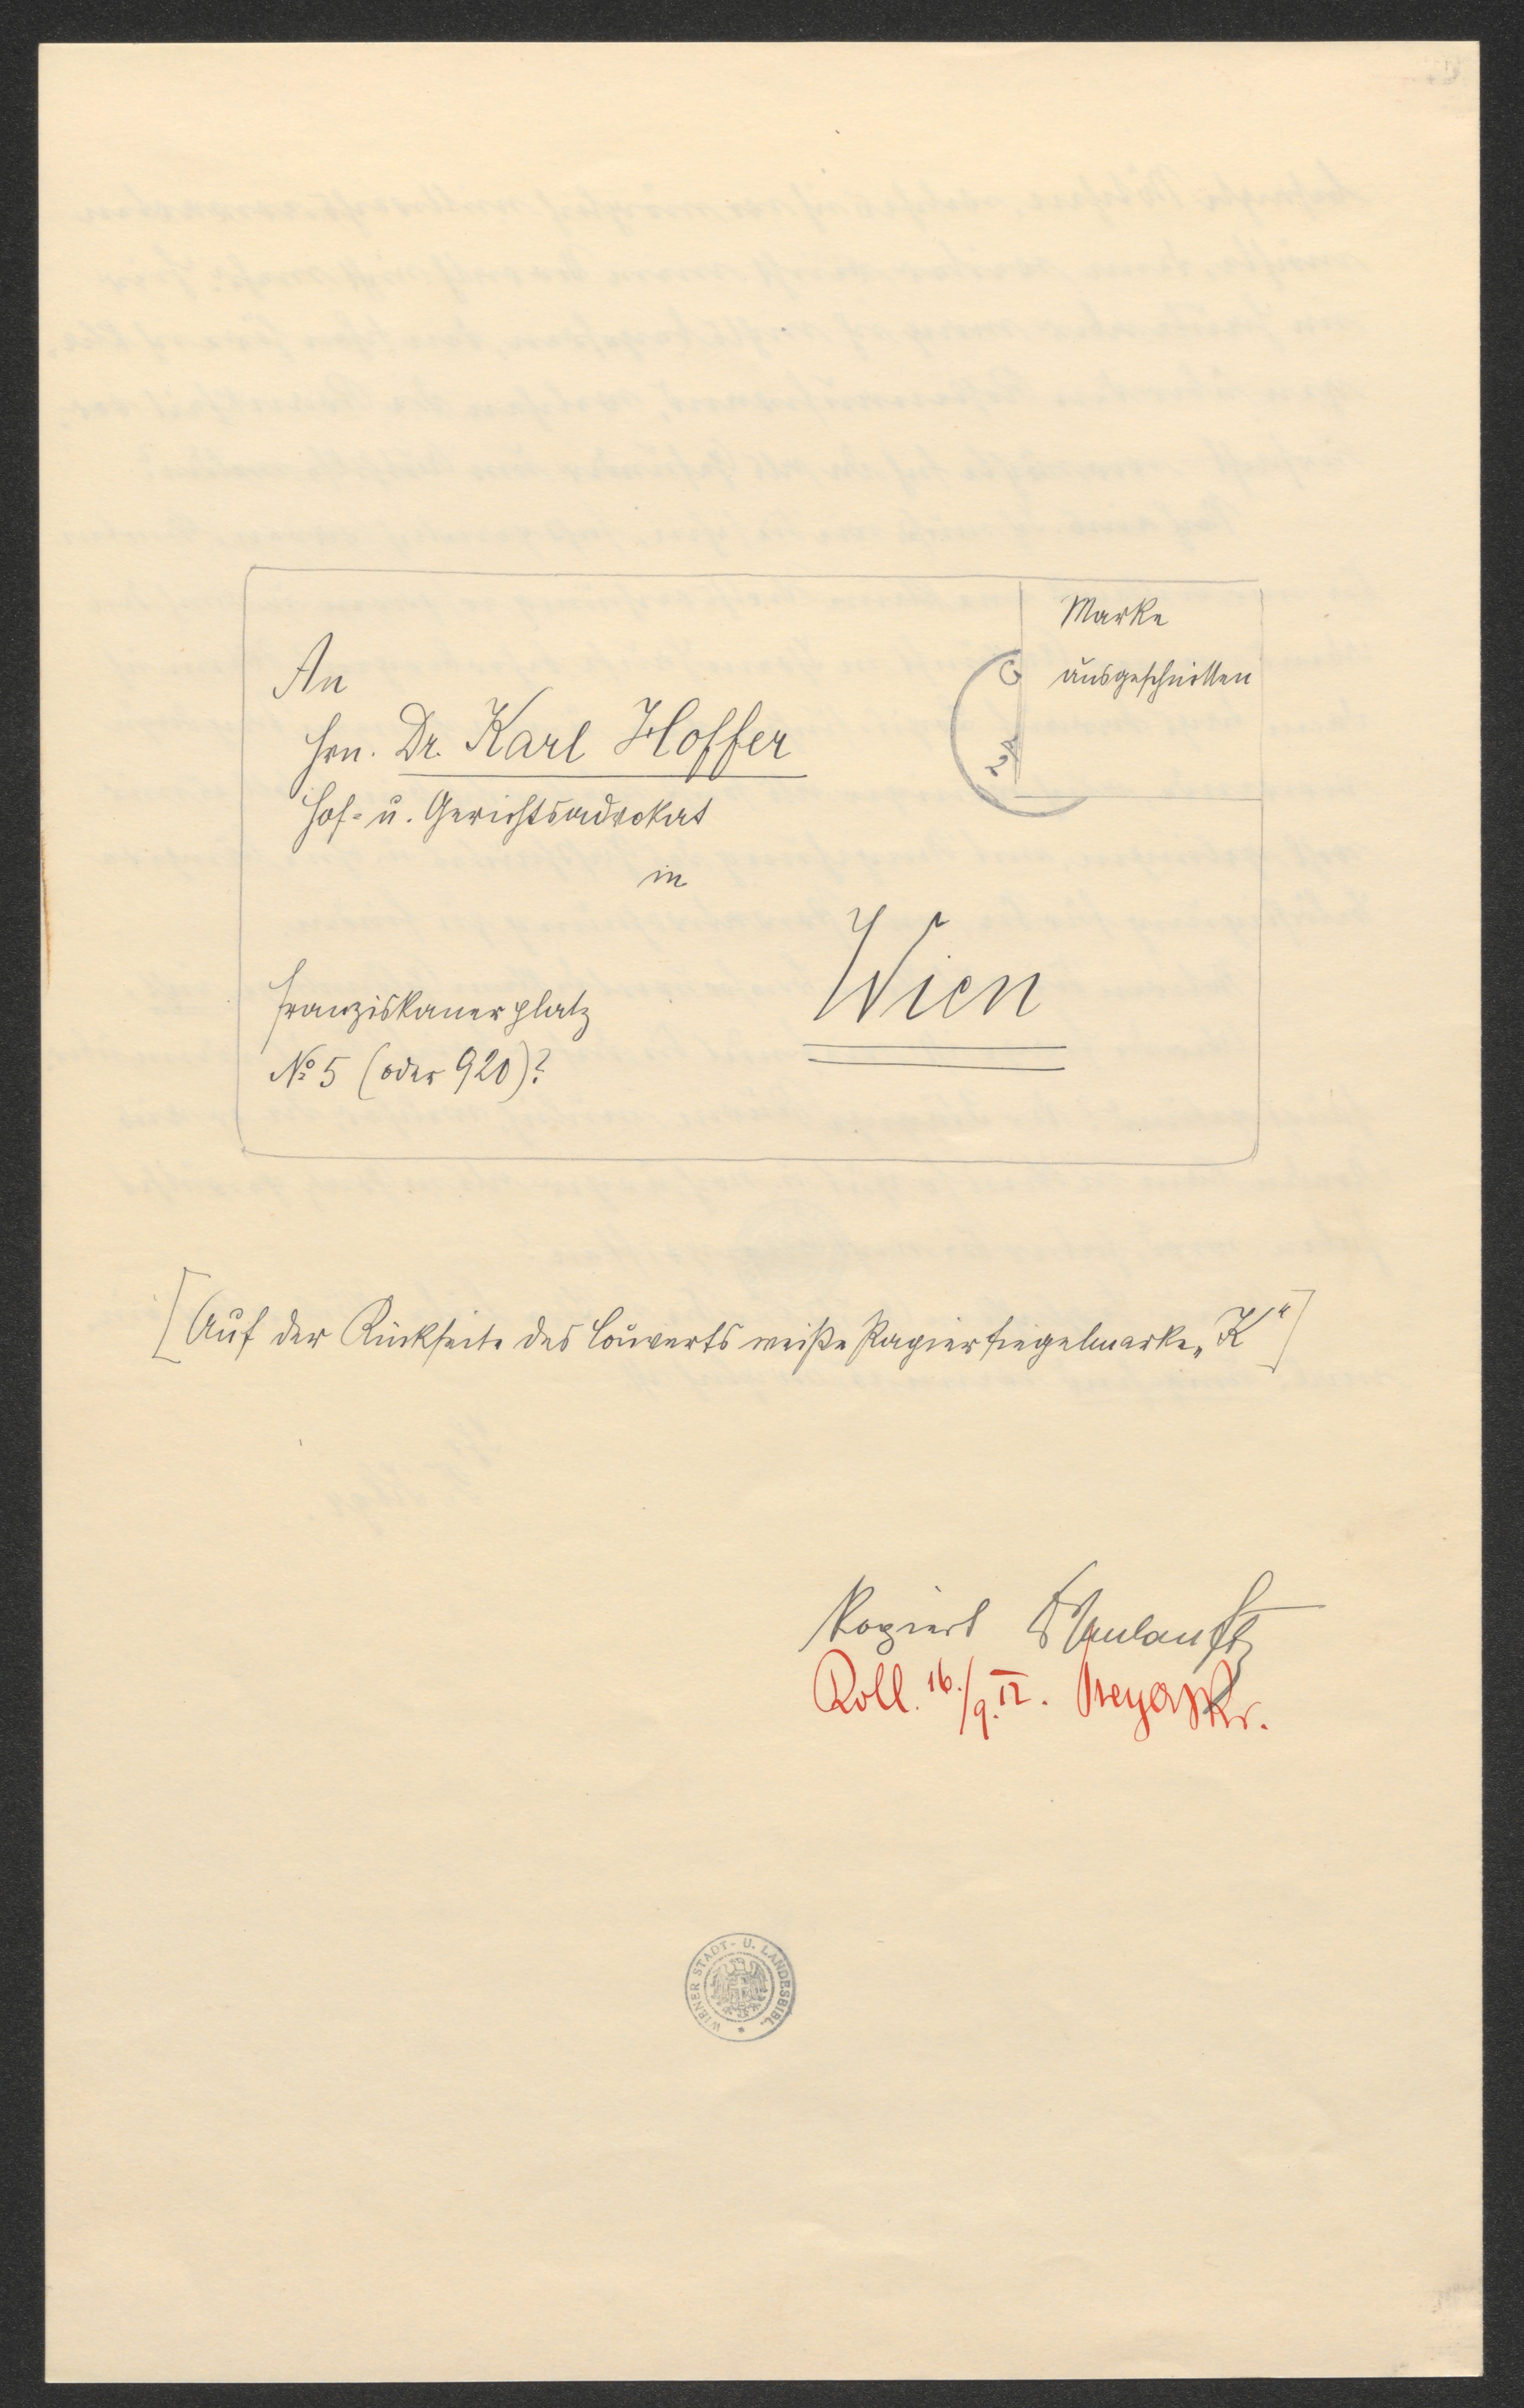 Marke
ausgeschnitten
An
Hrn. Dr. Karl Hoffer
Hof- u. Gerichtsadvokat
in
Wien
Franziskanerplatz
No 5 (oder 920)?
[Auf der Rückseite des Couverts weiße Papiersiegelmarke „K“]
Kopiert
Koll. 16./9. 12.
WIENER STADT- U. LANDESBIBL.